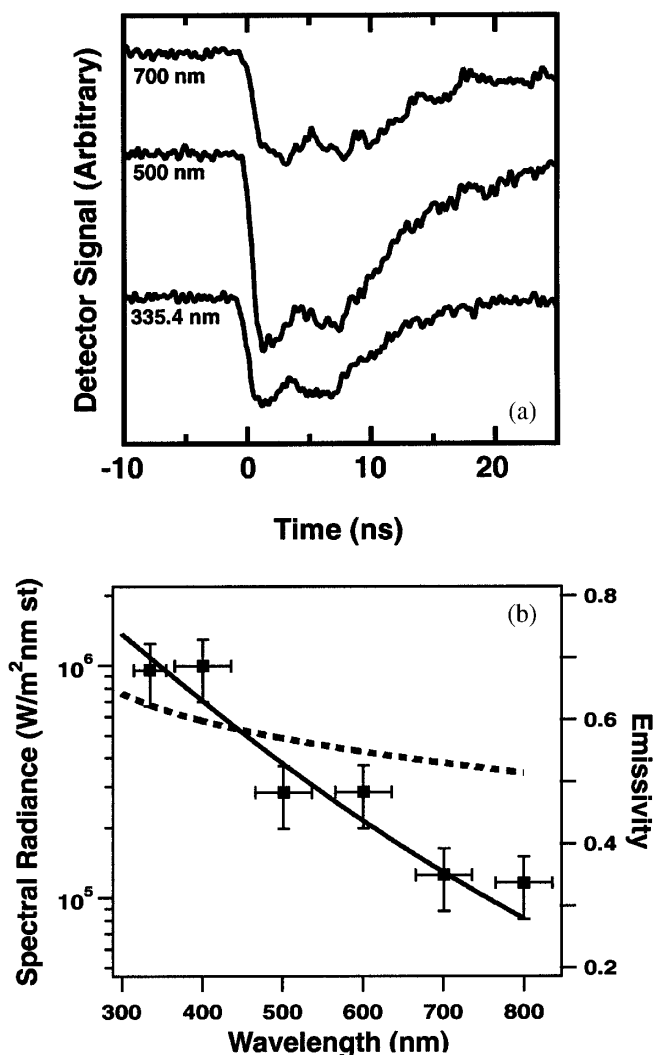 Detector Signal (Arbitrary)
700 nm
500 nm
335.4 nm
(a)
-10 0 10 20
Time (ns)
Spectral Radiance (W/m²nm st)
(b)
10⁶
10⁵
0.8
0.6
0.4
0.2
Emissivity
300 400 500 600 700 800
Wavelength (nm)